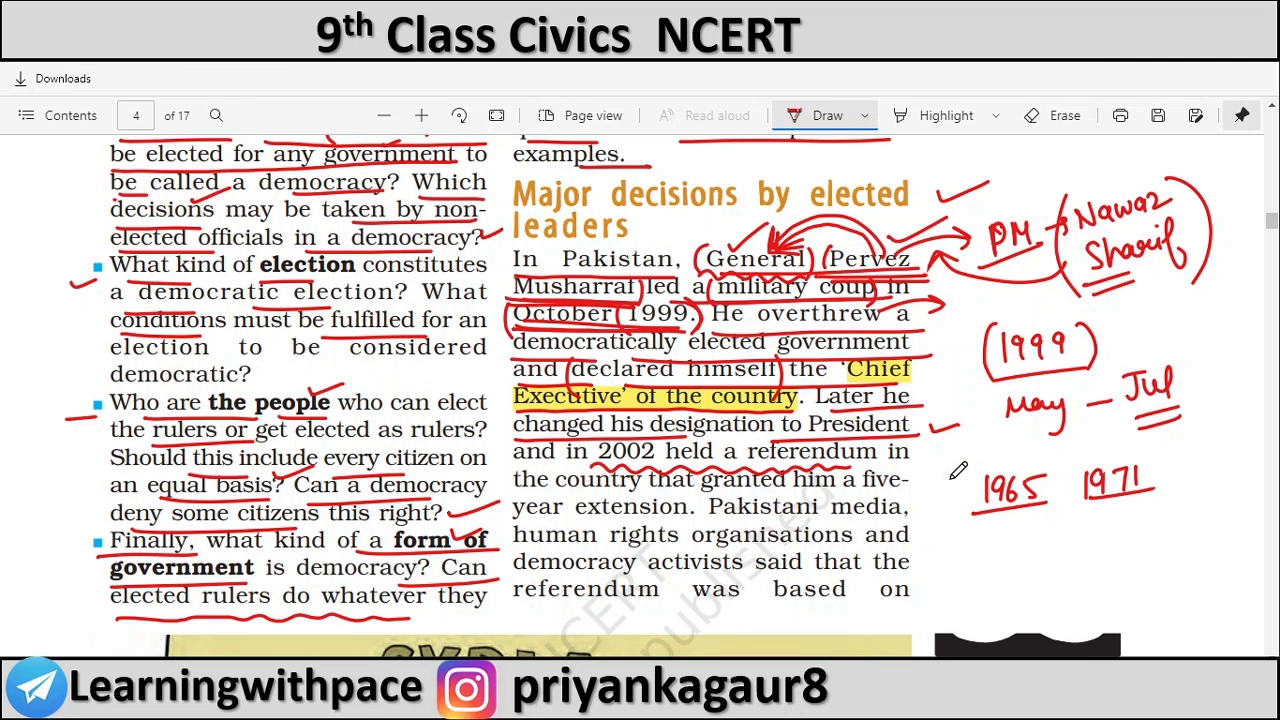 9th Class Civics NCERT
Downloads
Contents
4
of 17
Page view
Read aloud
Draw
Highlight
Erase
be elected for any government to
be called a democracy? Which
decisions may be taken by non-
elected officials in a democracy?
What kind of election constitutes
a democratic election? What
conditions must be fulfilled for an
election to be considered
democratic?
Who are the people who can elect
the rulers or get elected as rulers?
Should this include every citizen on
an equal basis? Can a democracy
deny some citizens this right?
Finally, what kind of a form of
government is democracy? Can
elected rulers do whatever they
examples.
Major decisions by elected
leaders
In Pakistan, General Pervez
Musharraf led a military coup in
October 1999. He overthrew a
democratically elected government
and declared himself the ‘Chief
Executive’ of the country. Later he
changed his designation to President
and in 2002 held a referendum in
the country that granted him a five-
year extension. Pakistani media,
human rights organisations and
democracy activists said that the
referendum was based on
PM → Nawaz
Sharif
(1999)
May – Jul
1965 1971
published
Learningwithpace
priyankagaur8